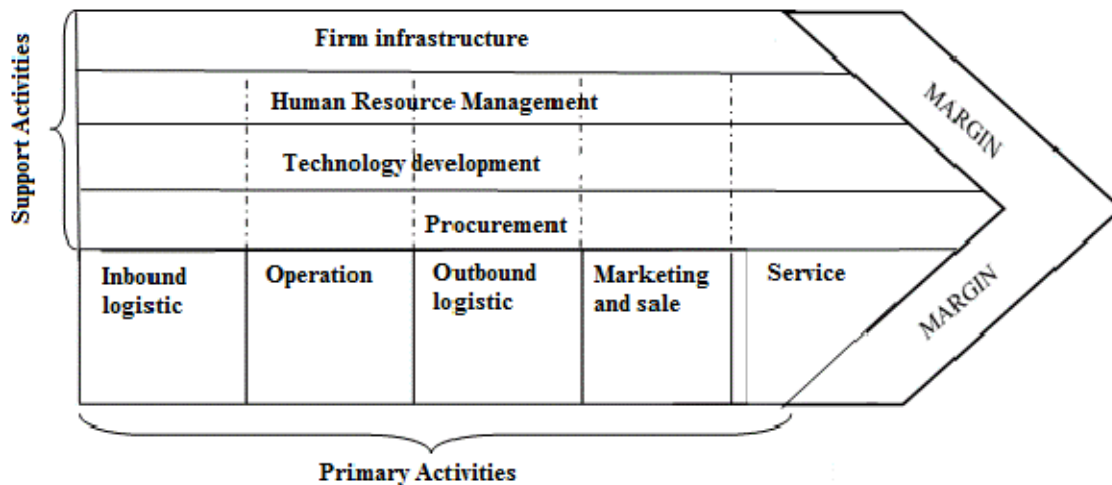 Support Activities
Firm infrastructure
Human Resource Management
Technology development
Procurement
Inbound
logistic
Operation
Outbound
logistic
Marketing
and sale
Service
MARGIN
MARGIN
Primary Activities